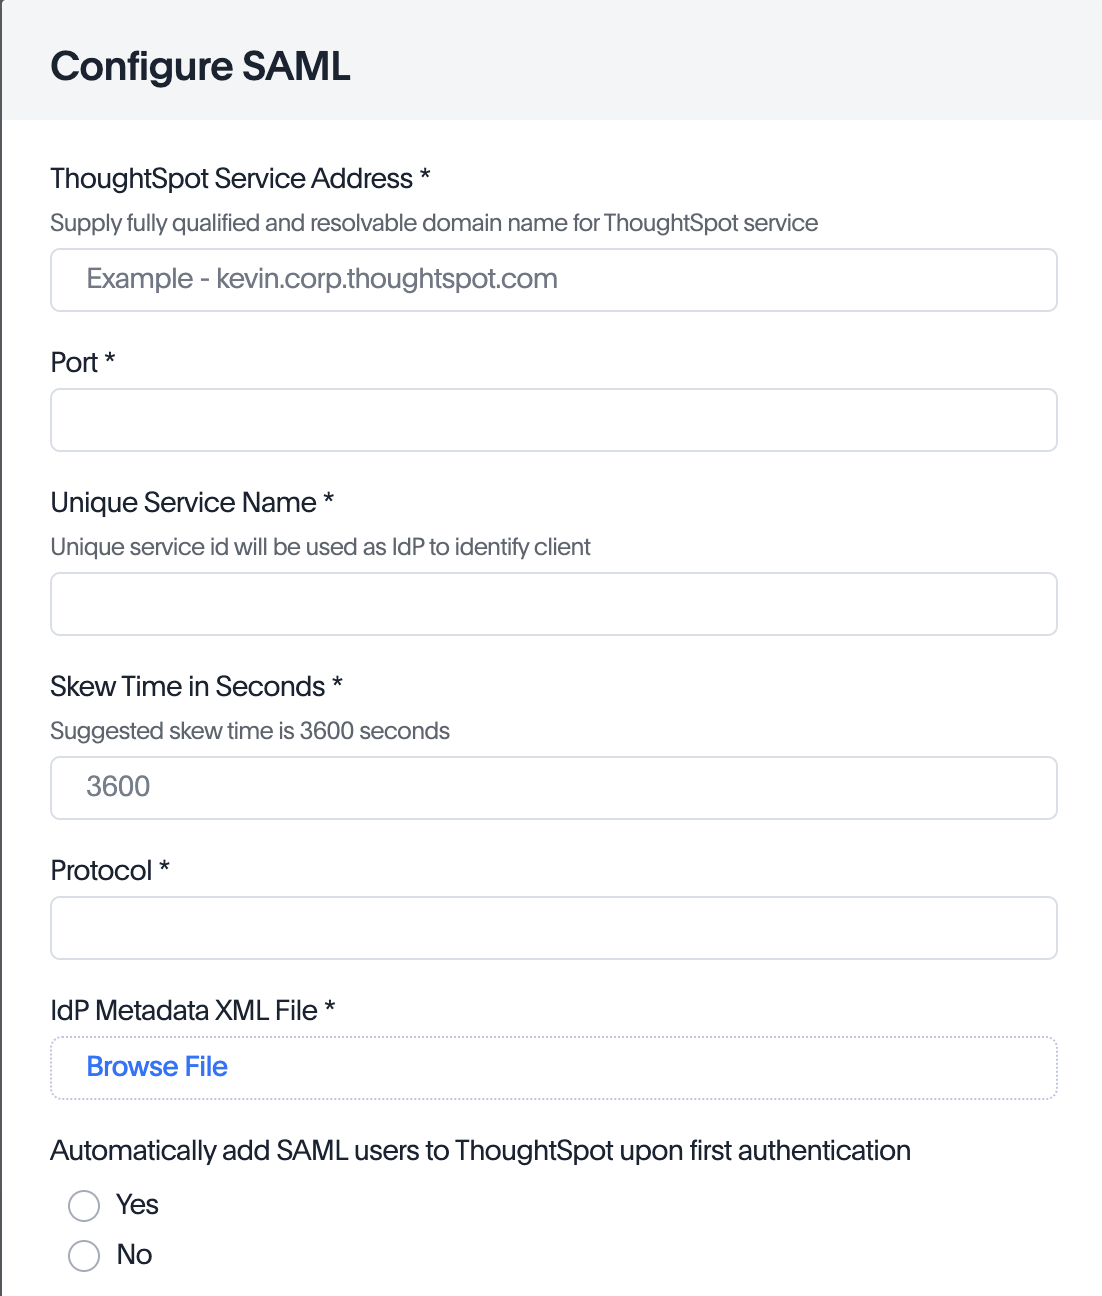 Configure SAML
ThoughtSpot Service Address *
Supply fully qualified and resolvable domain name for ThoughtSpot service
Example - kevin.corp.thoughtspot.com
Port *
Unique Service Name *
Unique service id will be used as IdP to identify client
Skew Time in Seconds *
Suggested skew time is 3600 seconds
3600
Protocol *
IdP Metadata XML File *
Browse File
Automatically add SAML users to ThoughtSpot upon first authentication
Yes
No